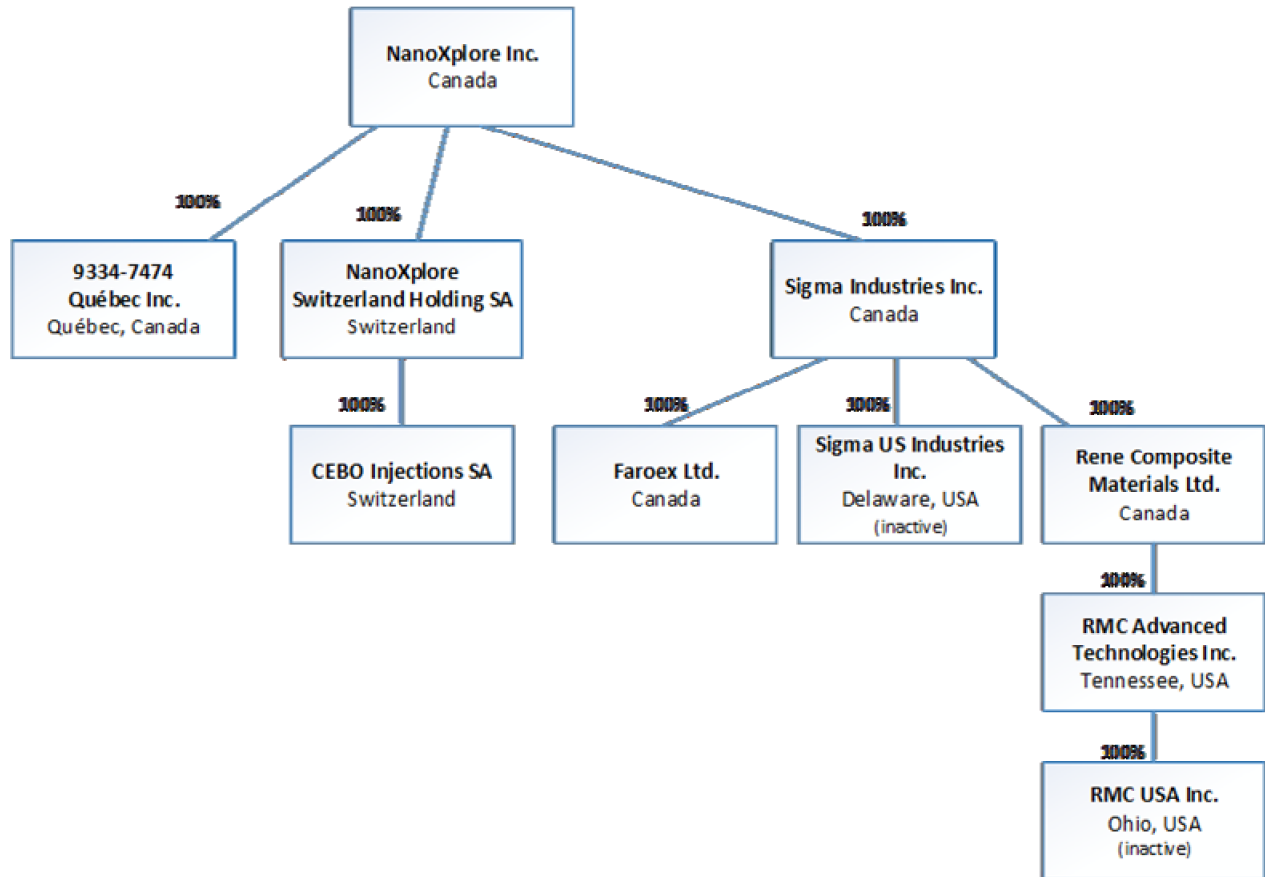 NanoXplore Inc.
Canada
100%
100%
100%
9334-7474
Québec Inc.
Québec, Canada
NanoXplore
Switzerland Holding SA
Switzerland
Sigma Industries Inc.
Canada
100%
100%
100%
100%
CEBO Injections SA
Switzerland
Faroex Ltd.
Canada
Sigma US Industries
Inc.
Delaware, USA
(inactive)
Rene Composite
Materials Ltd.
Canada
100%
RMC Advanced
Technologies Inc.
Tennessee, USA
100%
RMC USA Inc.
Ohio, USA
(inactive)